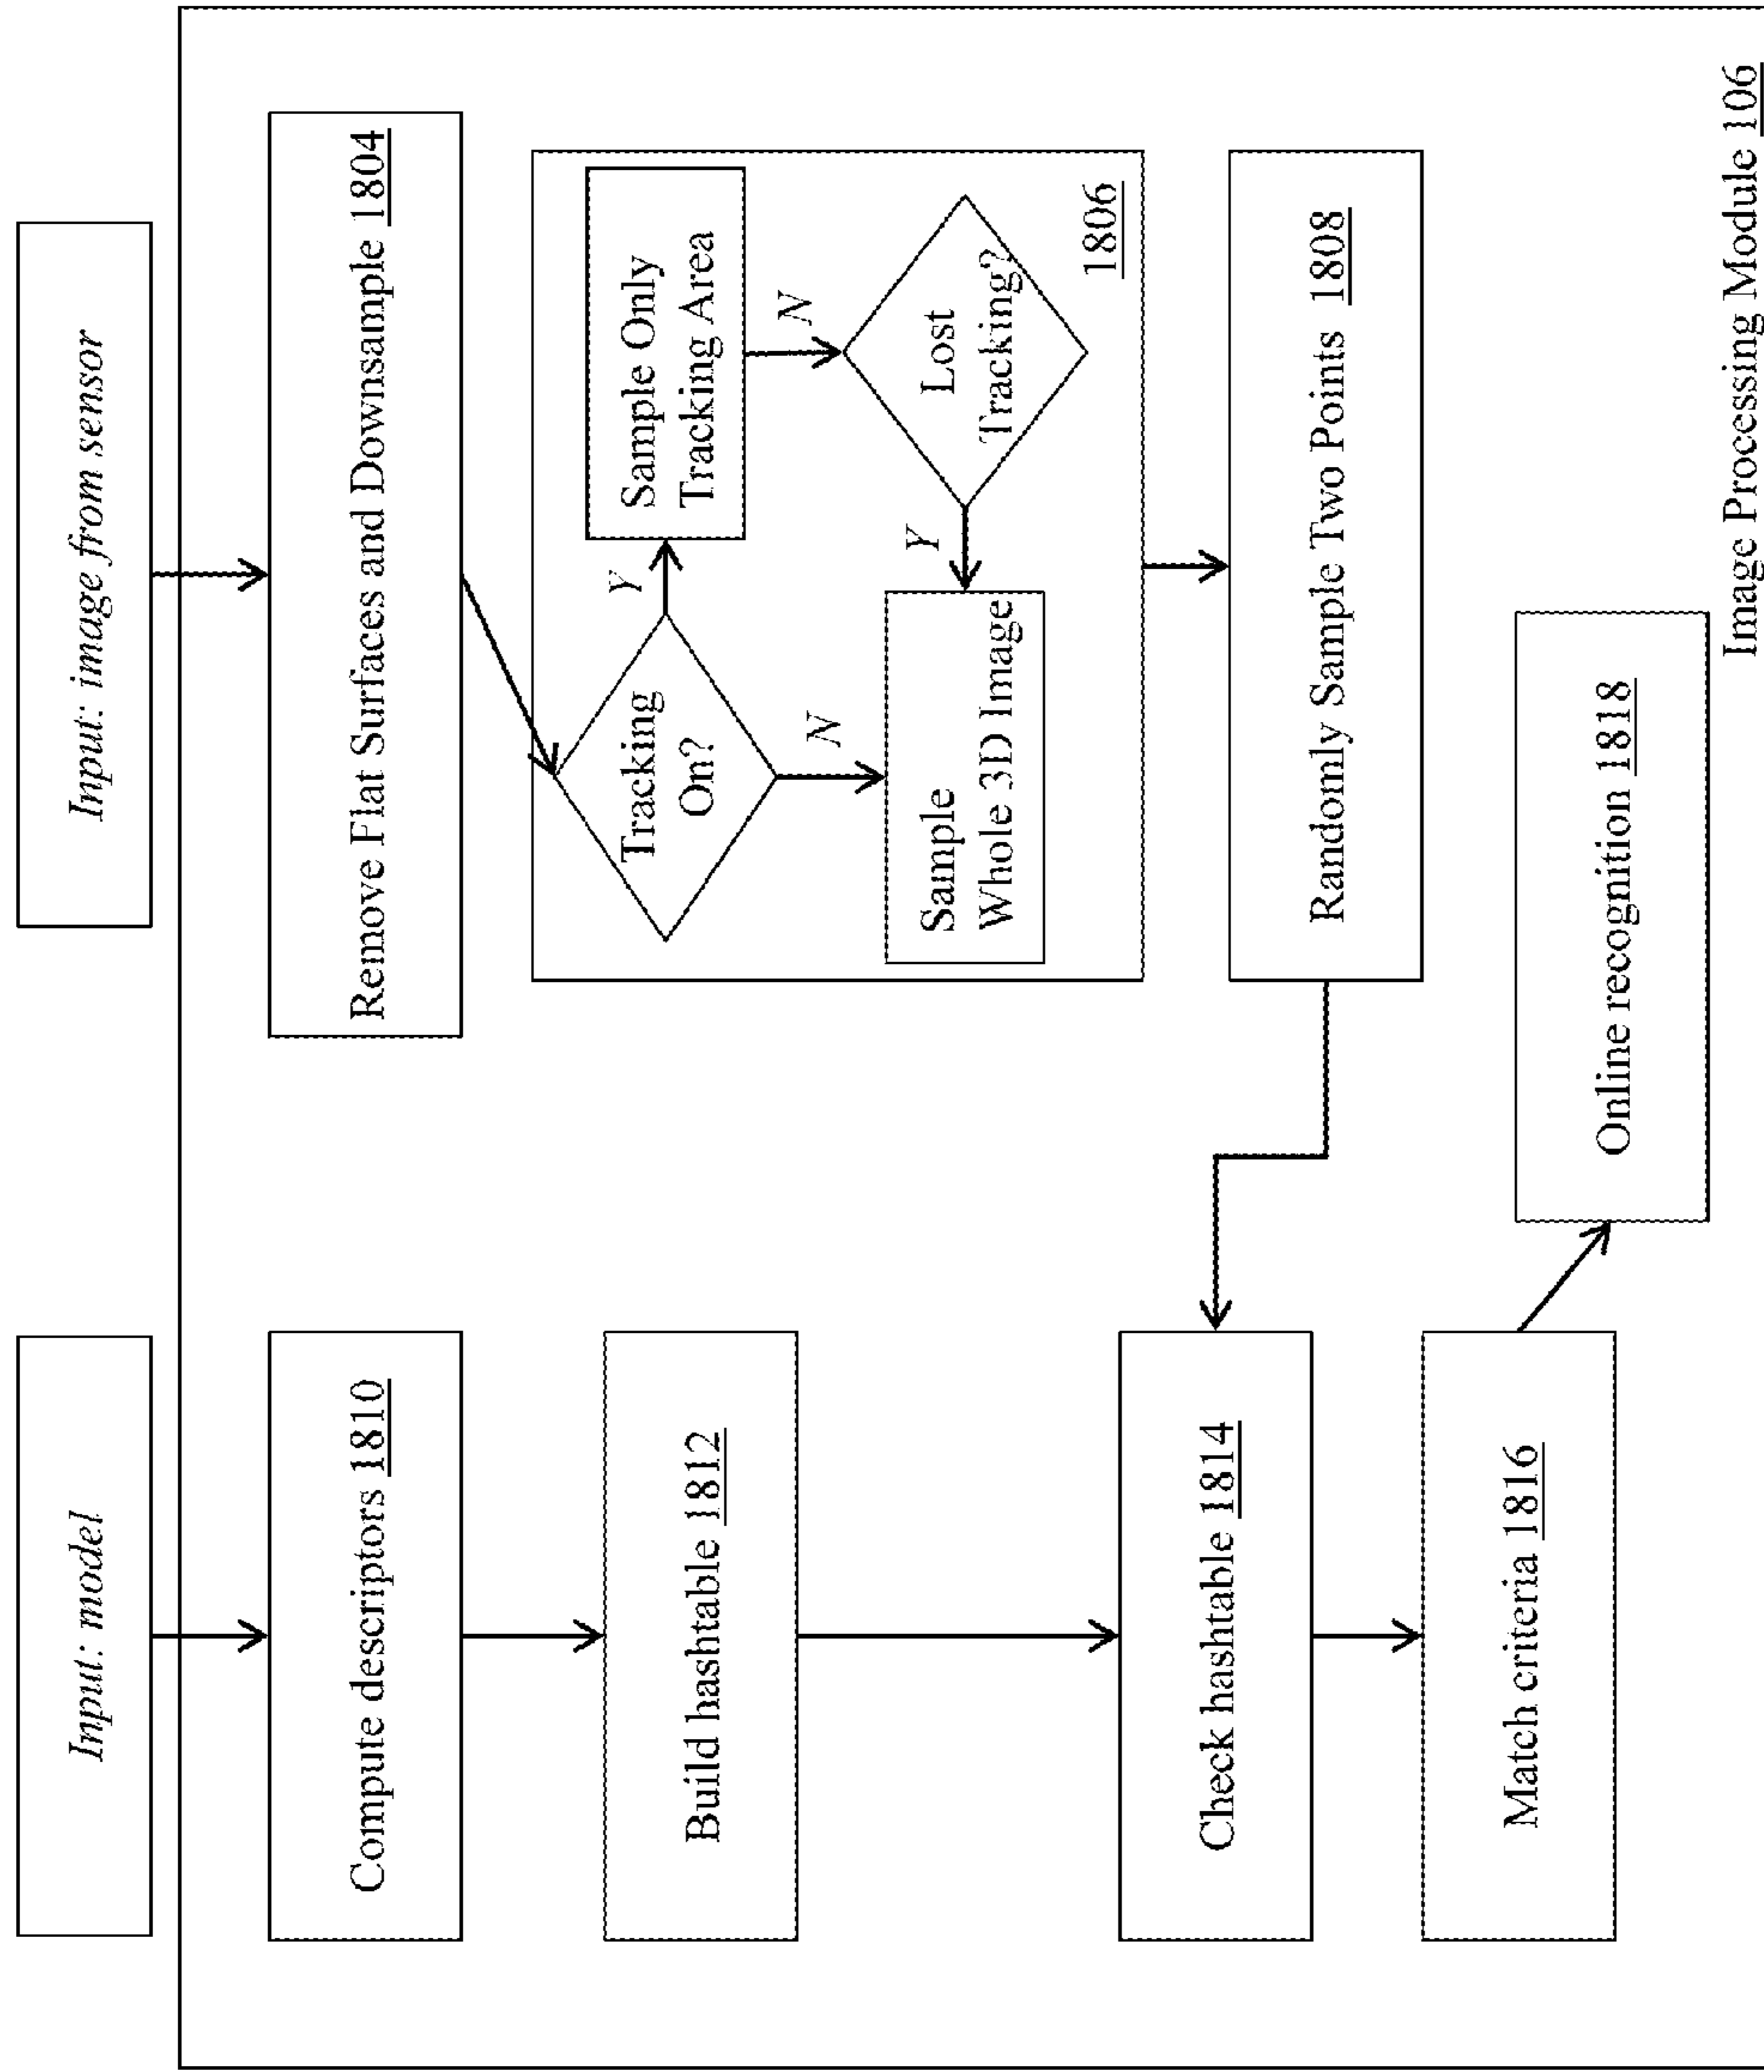 Input: model
Compute descriptors 1810
Build hashtable 1812
Check hashtable 1814
Match criteria 1816
Input: image from sensor
Remove Flat Surfaces and Downsample 1804
Tracking
On?
Y
N
Sample Only
Tracking Area
N
Lost
Tracking?
Y
Sample
Whole 3D Image
1806
Randomly Sample Two Points 1808
Online recognition 1818
Image Processing Module 106